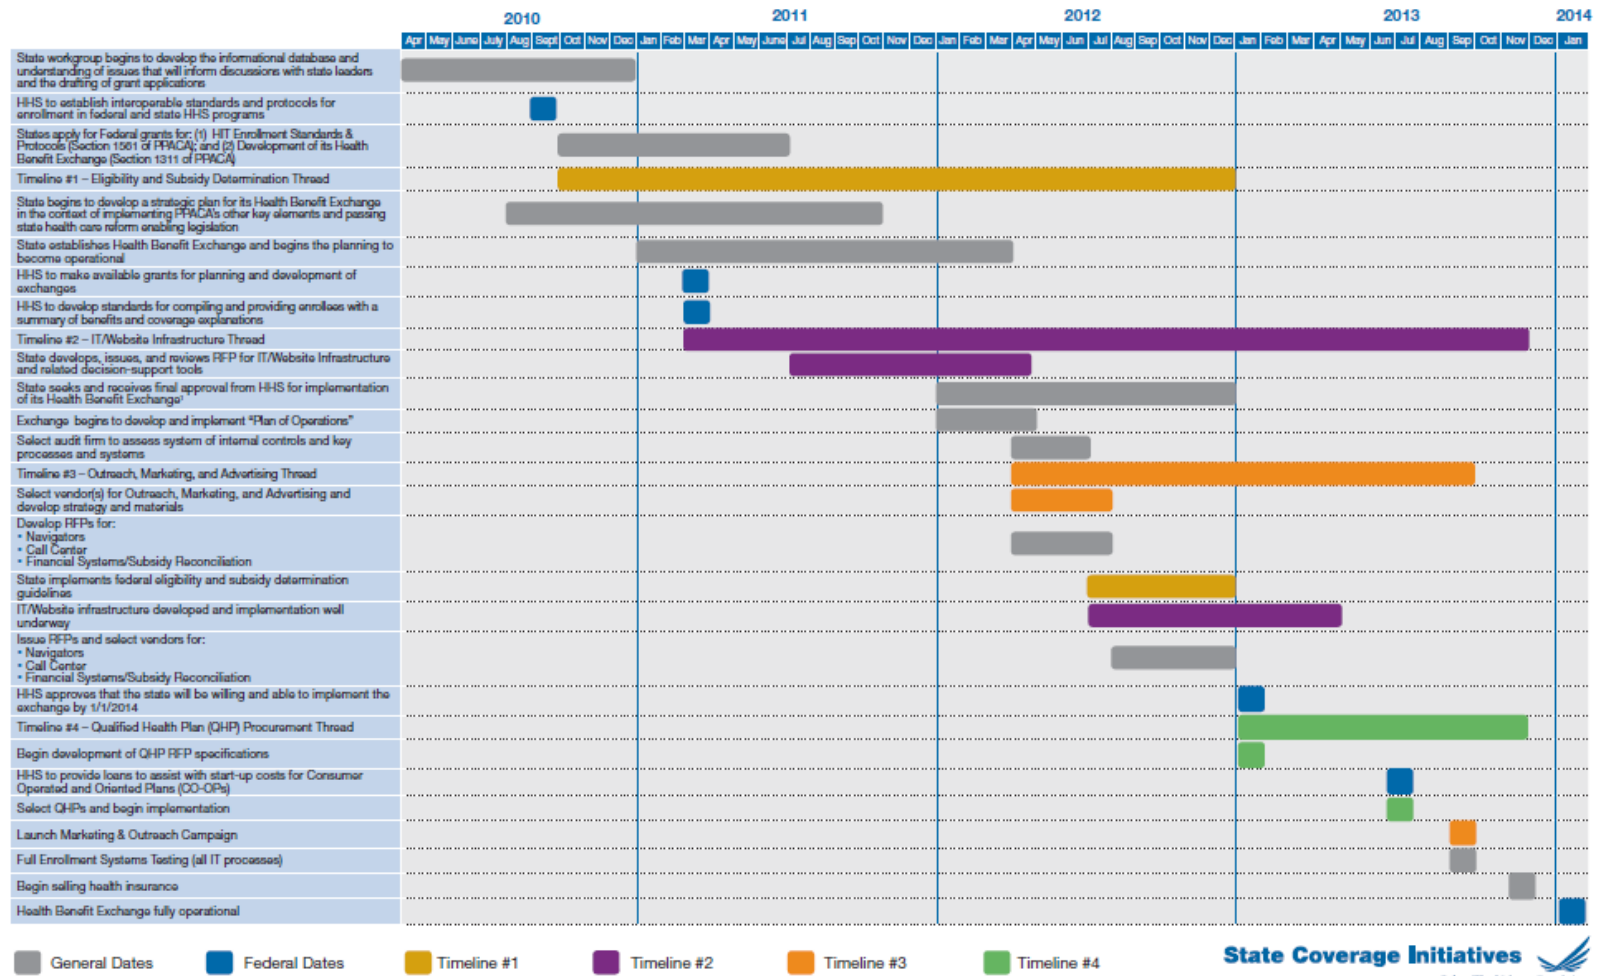 2010 2011 2012 2013 2014
Apr May June July Aug Sept Oct Nov Dec Jan Feb Mar Apr May June Jul Aug Sep Oct Nov Dec Jan Feb Mar Apr May Jun Jul Aug Sep Oct Nov Dec Jan Feb Mar Apr May Jun Jul Aug Sep Oct Nov Dec Jan
State workgroup begins to develop the informational database and
understanding of issues that will inform discussions with state leaders
and the drafting of grant applications
HHS to establish interoperable standards and protocols for
enrollment in federal and state HHS programs
States apply for Federal grants for: (1) HIT Enrollment Standards &
Protocols (Section 1561 of PPACA); and (2) Development of its Health
Benefit Exchange (Section 1311 of PPACA)
Timeline #1 – Eligibility and Subsidy Determination Thread
State begins to develop a strategic plan for its Health Benefit Exchange
in the context of implementing PPACA's other key elements and passing
state health care reform enabling legislation
State establishes Health Benefit Exchange and begins the planning to
become operational
HHS to make available grants for planning and development of
exchanges
HHS to develop standards for compiling and providing enrollees with a
summary of benefits and coverage explanations
Timeline #2 – IT/Website Infrastructure Thread
State develops, issues, and reviews RFP for IT/Website Infrastructure
and related decision-support tools
State seeks and receives final approval from HHS for implementation
of its Health Benefit Exchange¹
Exchange begins to develop and implement “Plan of Operations”
Select audit firm to assess system of internal controls and key
processes and systems
Timeline #3 – Outreach, Marketing, and Advertising Thread
Select vendor(s) for Outreach, Marketing, and Advertising and
develop strategy and materials
Develop RFPs for:
• Navigators
• Call Center
• Financial Systems/Subsidy Reconciliation
State implements federal eligibility and subsidy determination
guidelines
IT/Website infrastructure developed and implementation well
underway
Issue RFPs and select vendors for:
• Navigators
• Call Center
• Financial Systems/Subsidy Reconciliation
HHS approves that the state will be willing and able to implement the
exchange by 1/1/2014
Timeline #4 – Qualified Health Plan (QHP) Procurement Thread
Begin development of QHP RFP specifications
HHS to provide loans to assist with start-up costs for Consumer
Operated and Oriented Plans (CO-OPs)
Select QHPs and begin implementation
Launch Marketing & Outreach Campaign
Full Enrollment Systems Testing (all IT processes)
Begin selling health insurance
Health Benefit Exchange fully operational
General Dates Federal Dates Timeline #1 Timeline #2 Timeline #3 Timeline #4
State Coverage Initiatives